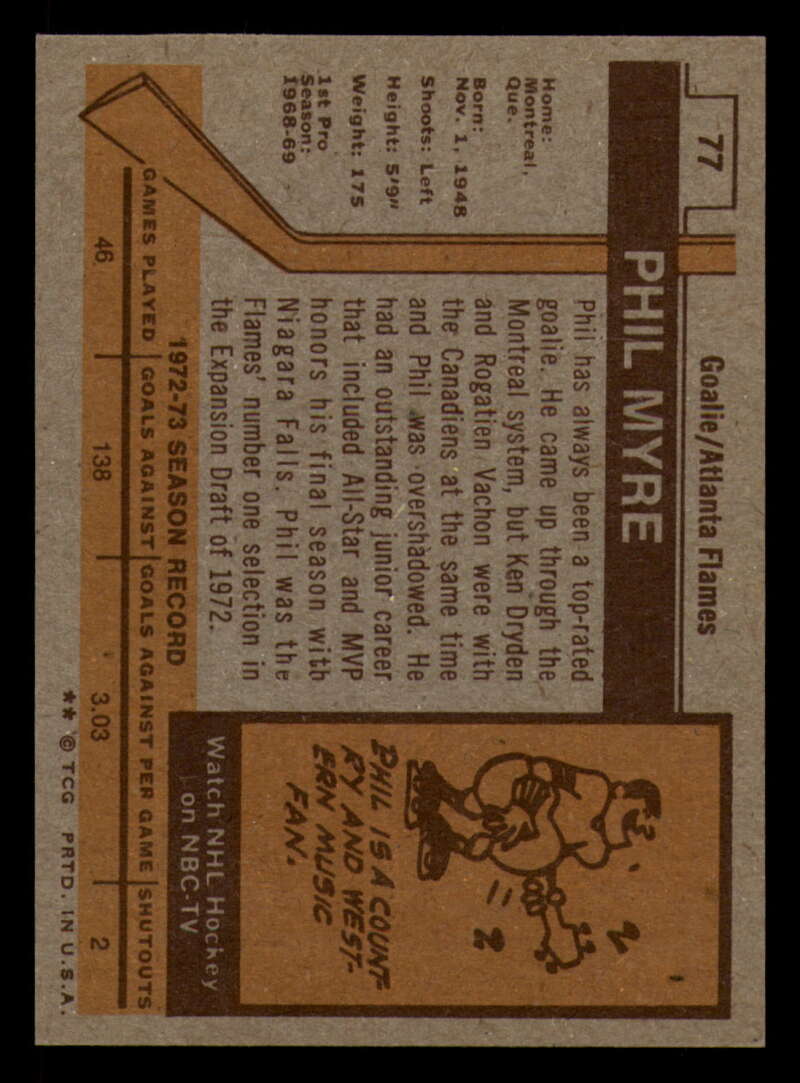 77
Goalie/Atlanta Flames
PHIL MYRE
Home:
Montreal,
Que.
Born:
Nov. 1, 1948
Shoots: Left
Height: 5'9"
Weight: 175
1st Pro
Season:
1968-69
Phil has always been a top-rated
goalie. He came up through the
Montreal system, but Ken Dryden
and Rogatien Vachon were with
the Canadiens at the same time
and Phil was overshadowed. He
had an outstanding junior career
that included All-Star and MVP
honors his final season with
Niagara Falls. Phil was the
Flames' number one selection in
the Expansion Draft of 1972.
PHIL IS A COUNT-
RY AND WEST-
ERN MUSIC
FAN.
Watch NHL Hockey
on NBC-TV
1972-73 SEASON RECORD
GAMES PLAYED GOALS AGAINST GOALS AGAINST PER GAME SHUTOUTS
46 138 3.03 2
** © TCG PRTD. IN U.S.A.